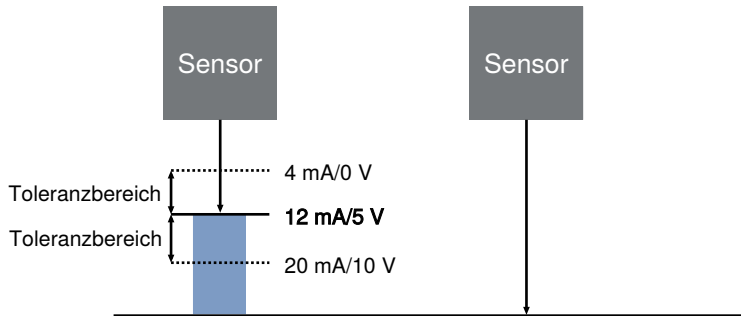 Sensor
Sensor
4 mA/0 V
Toleranzbereich
12 mA/5 V
Toleranzbereich
20 mA/10 V